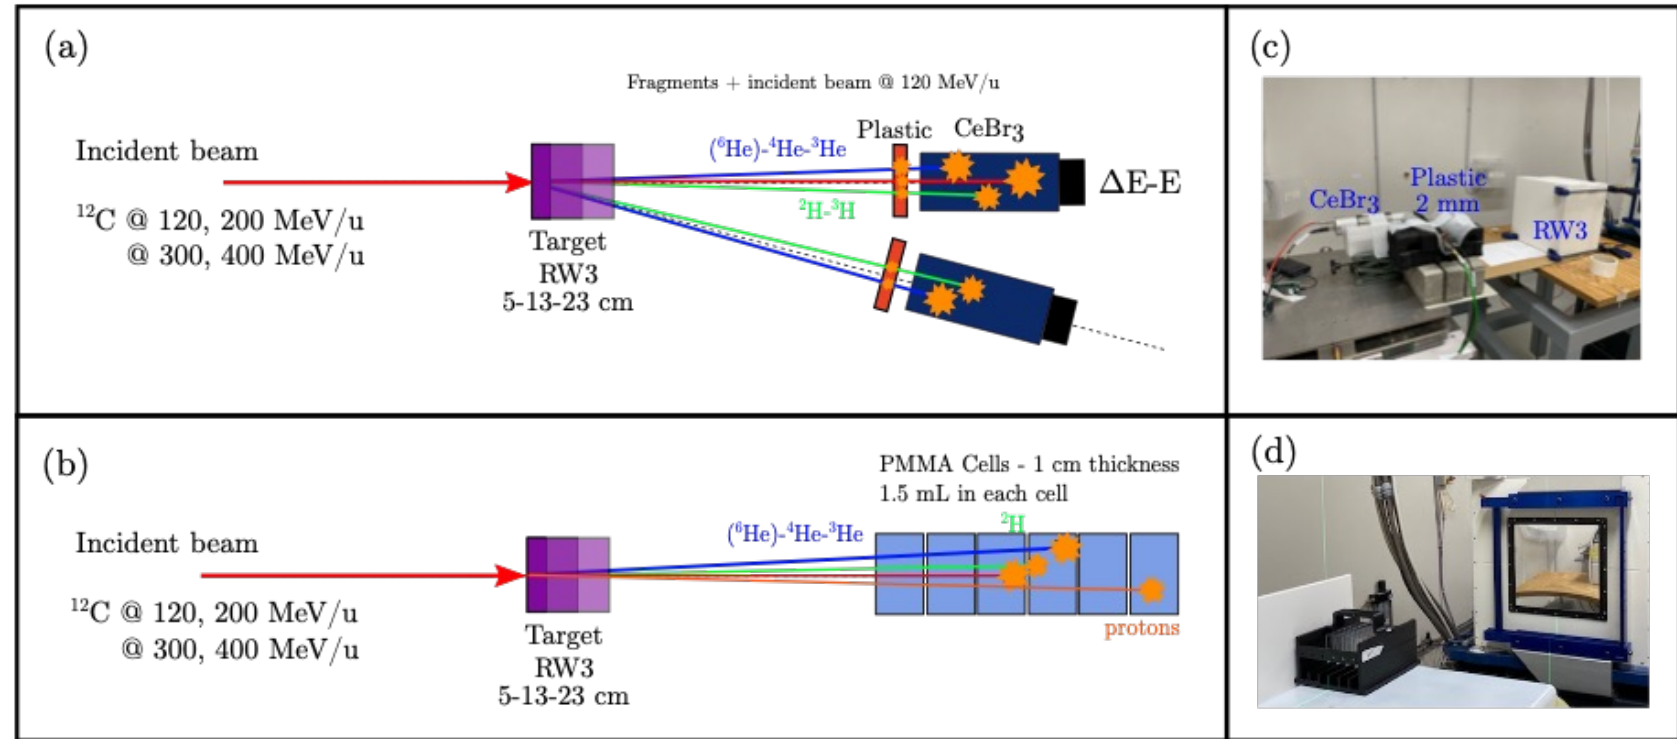 (a)
Fragments + incident beam @ 120 MeV/u
Incident beam
¹²C @ 120, 200 MeV/u
@ 300, 400 MeV/u
Target
RW3
5-13-23 cm
(⁶He)-⁴He-³He
²H-³H
Plastic
CeBr₃
ΔE-E
(b)
PMMA Cells - 1 cm thickness
1.5 mL in each cell
Incident beam
¹²C @ 120, 200 MeV/u
@ 300, 400 MeV/u
Target
RW3
5-13-23 cm
(⁶He)-⁴He-³He
²H
protons
(c)
CeBr₃
Plastic
2 mm
RW3
(d)